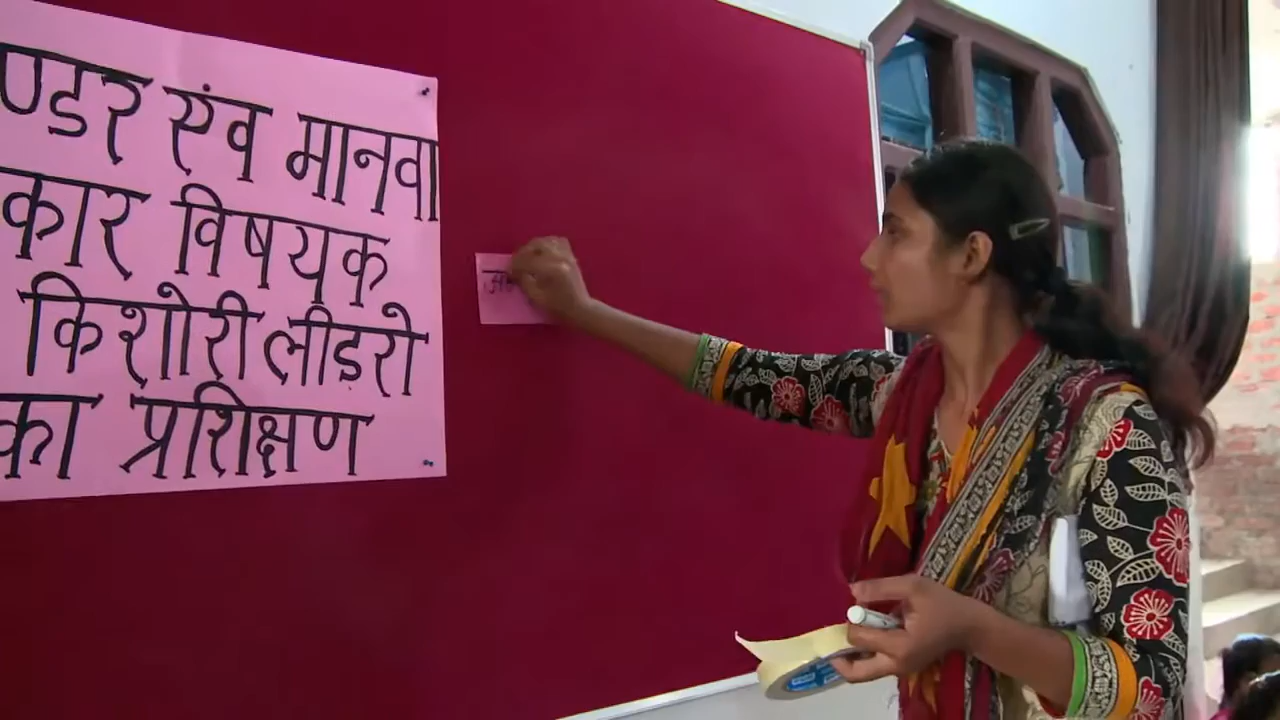 ण्डर एंव मानवा
कार विषयक
किशोरी लीडरो
का प्रशिक्षण